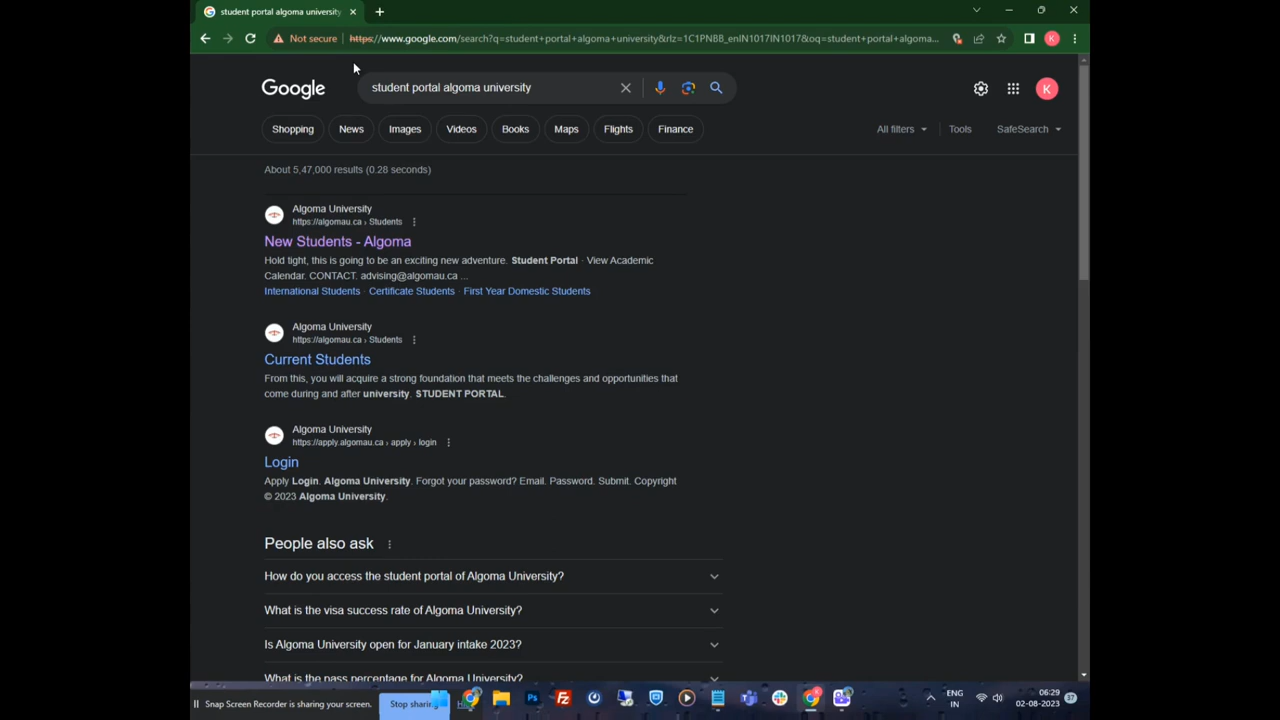 student portal algoma university
Not secure https://www.google.com/search?q=student+portal+algoma+university&rlz=1C1PNBB_enIN1017IN1017&oq=student+portal+algoma...
Google student portal algoma university K
Shopping News Images Videos Books Maps Flights Finance All filters Tools SafeSearch
About 5,47,000 results (0.28 seconds)
Algoma University
https://algomau.ca › Students
New Students - Algoma
Hold tight, this is going to be an exciting new adventure. Student Portal · View Academic
Calendar. CONTACT. advising@algomau.ca ...
International Students · Certificate Students · First Year Domestic Students
Algoma University
https://algomau.ca › Students
Current Students
From this, you will acquire a strong foundation that meets the challenges and opportunities that
come during and after university. STUDENT PORTAL.
Algoma University
https://apply.algomau.ca › apply › login
Login
Apply Login. Algoma University. Forgot your password? Email. Password. Submit. Copyright
© 2023 Algoma University.
People also ask
How do you access the student portal of Algoma University?
What is the visa success rate of Algoma University?
Is Algoma University open for January intake 2023?
What is the pass percentage for Algoma University?
Snap Screen Recorder is sharing your screen. Stop sharing
ENG
IN
06:29
02-08-2023
37